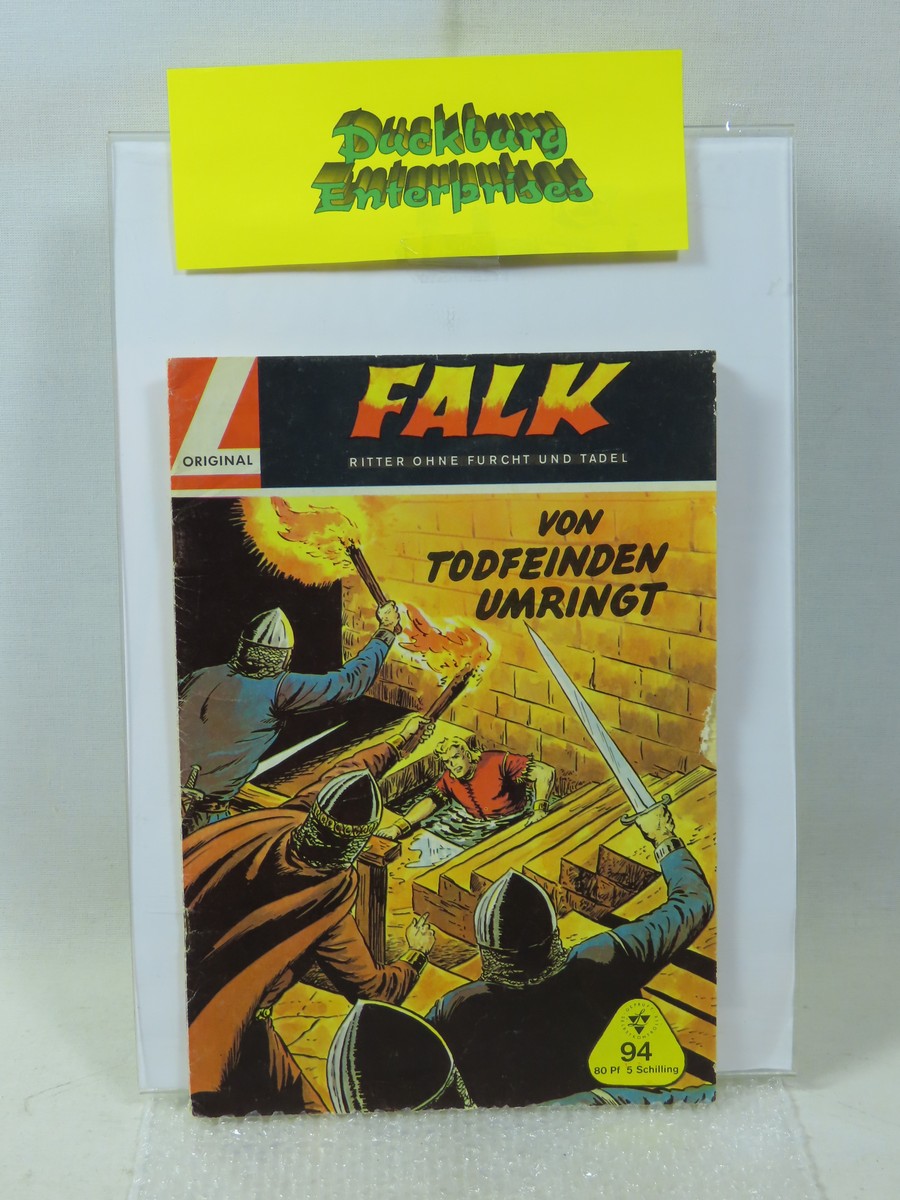 Duckburg
Enterprises
ORIGINAL
FALK
RITTER OHNE FURCHT UND TADEL
VON
TODFEINDEN
UMRINGT
94
80 Pf 5 Schilling